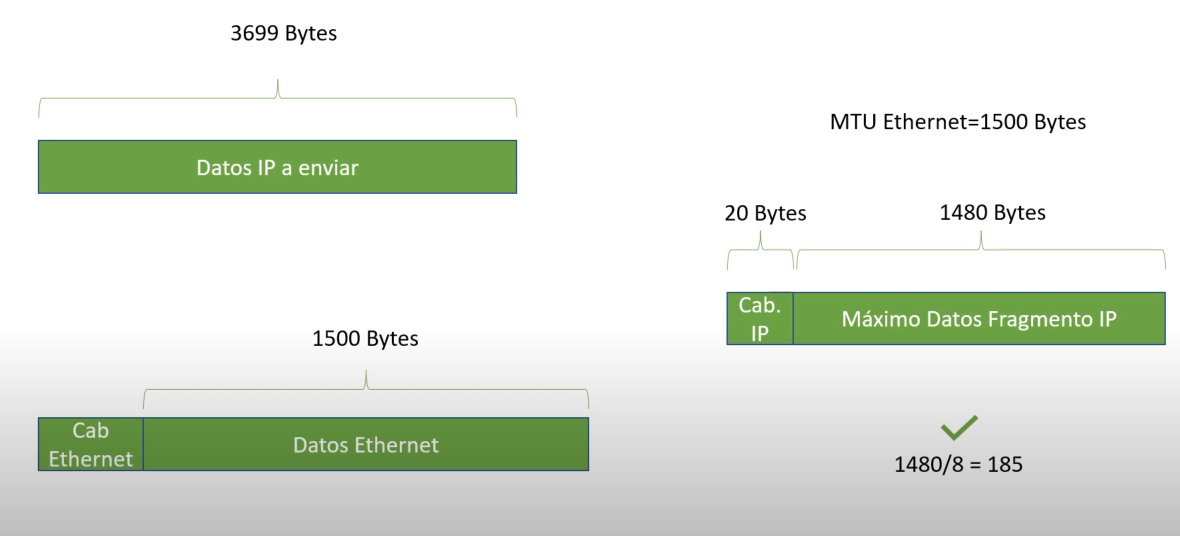 3699 Bytes
Datos IP a enviar
MTU Ethernet=1500 Bytes
20 Bytes
1480 Bytes
Cab.
IP
Máximo Datos Fragmento IP
1500 Bytes
Cab
Ethernet
Datos Ethernet
1480/8 = 185